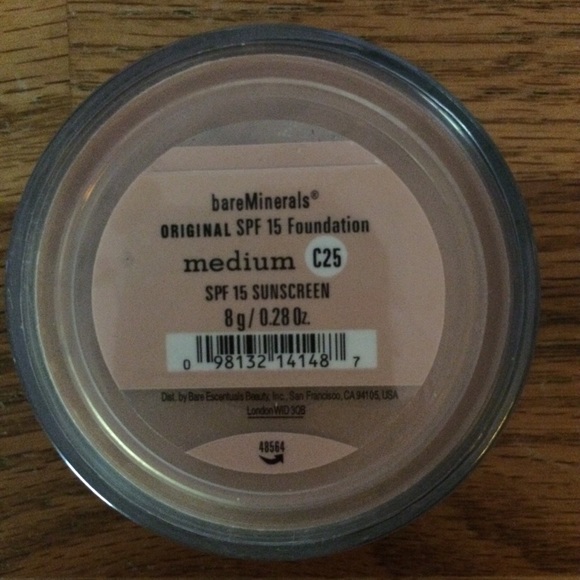 bareMinerals®
ORIGINAL SPF 15 Foundation
medium C25
SPF 15 SUNSCREEN
8 g / 0.28 Oz.
0 98132 14148 7
Dist. by Bare Escentuals Beauty, Inc., San Francisco, CA 94105, USA
London W1D 3QB
48564